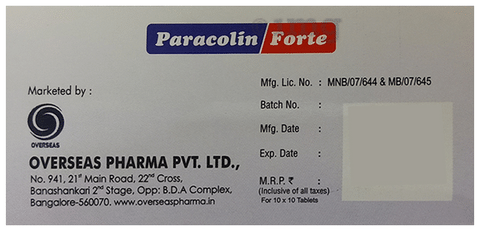 Paracolin Forte
Marketed by :
OVERSEAS
OVERSEAS PHARMA PVT. LTD.,
No. 941, 21st Main Road, 22nd Cross,
Banashankari 2nd Stage, Opp: B.D.A Complex,
Bangalore-560070. www.overseaspharma.in
Mfg. Lic. No. : MNB/07/644 & MB/07/645
Batch No. :
Mfg. Date :
Exp. Date :
M.R.P. ₹ :
(Inclusive of all taxes)
For 10 x 10 Tablets